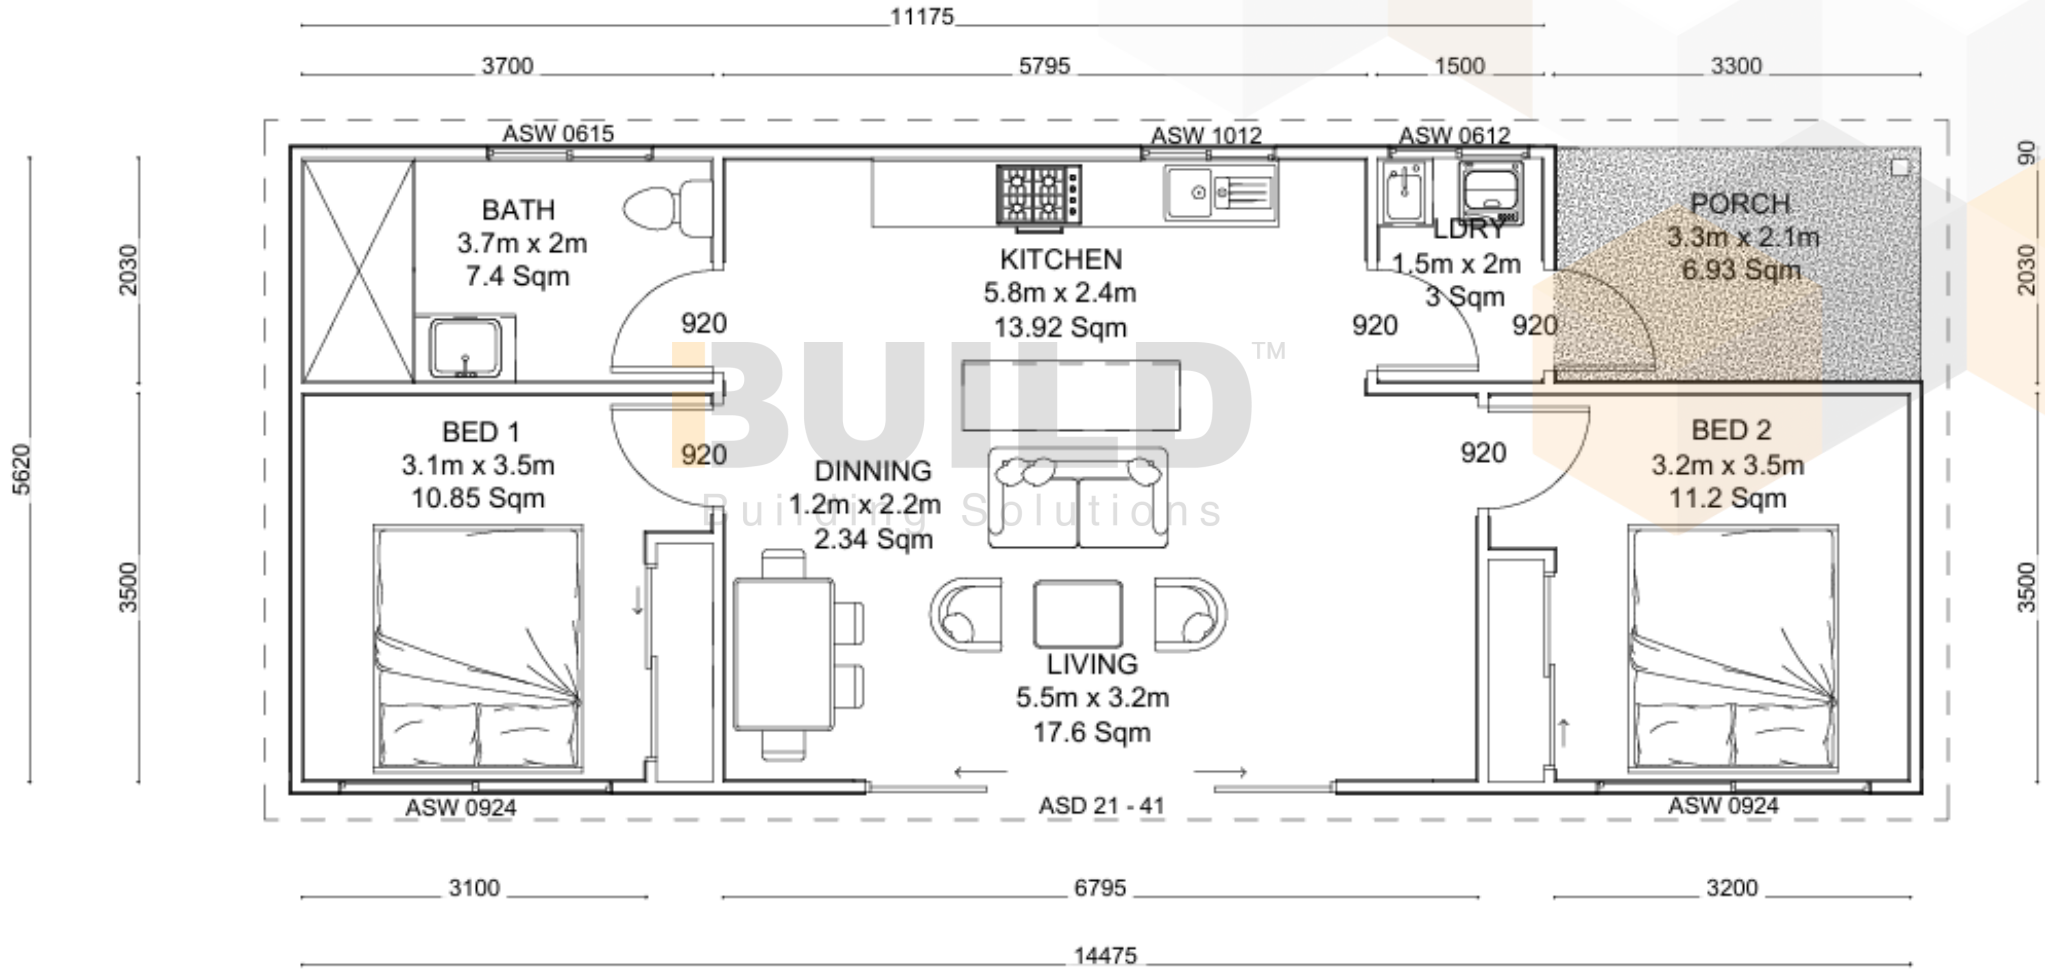 11175
3700
5795
1500
3300
ASW 0615
ASW 1012
ASW 0612
90
BATH
3.7m x 2m
7.4 Sqm
KITCHEN
5.8m x 2.4m
13.92 Sqm
LDRY
1.5m x 2m
3 Sqm
PORCH
3.3m x 2.1m
6.93 Sqm
2030
2030
920
920
920
BUILD™
Building Solutions
5620
BED 1
3.1m x 3.5m
10.85 Sqm
920
DINNING
1.2m x 2.2m
2.34 Sqm
920
BED 2
3.2m x 3.5m
11.2 Sqm
3500
3500
LIVING
5.5m x 3.2m
17.6 Sqm
ASW 0924
ASD 21 - 41
ASW 0924
3100
6795
3200
14475